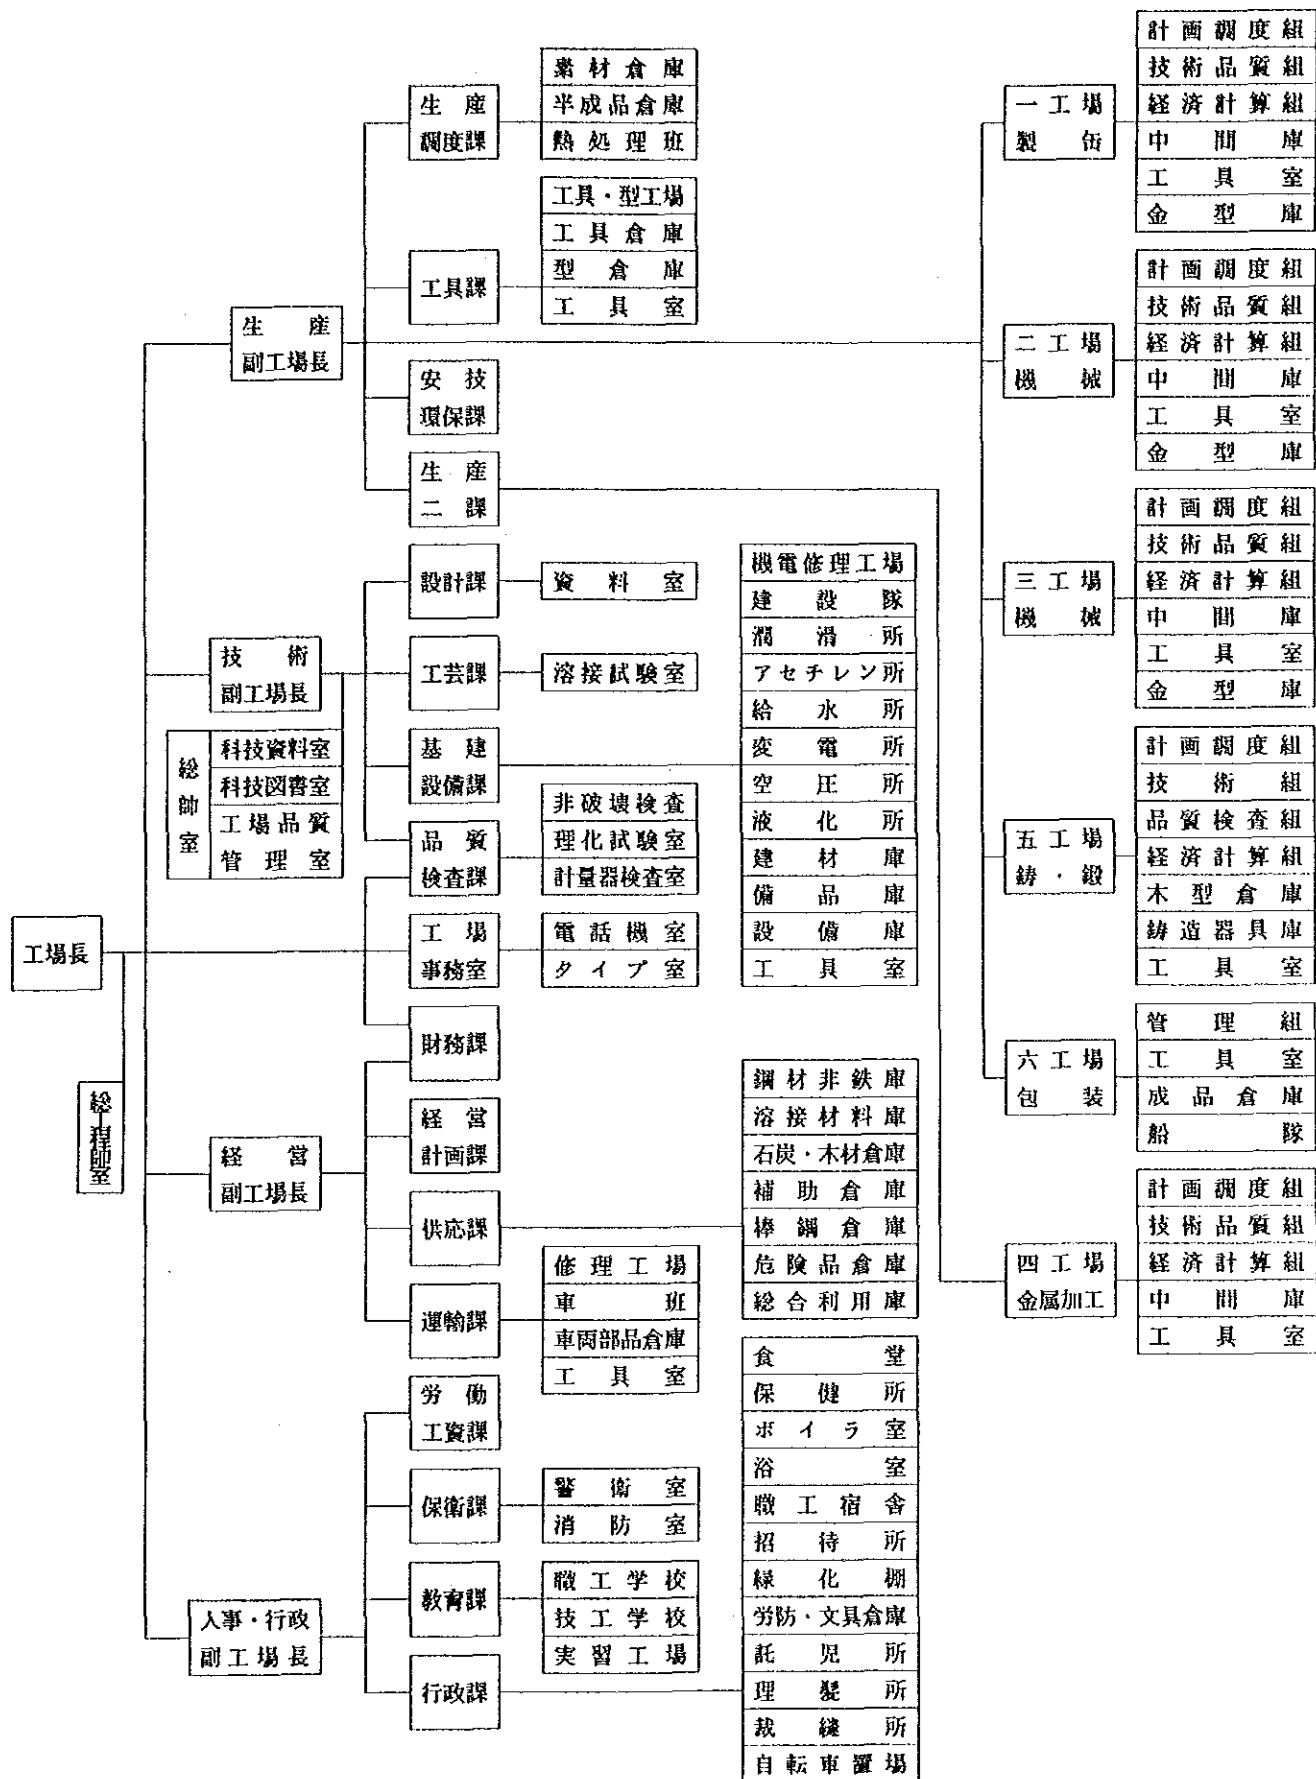 工場長
総工程師室
生産
副工場長
技術
副工場長
総師室
科技資料室
科技図書室
工場品質
管理室
経営
副工場長
人事・行政
副工場長
生産
調度課
素材倉庫
半成品倉庫
熱処理班
工具課
工具・型工場
工具倉庫
型倉庫
工具室
安技
環保課
生産
二課
設計課
資料室
工芸課
溶接試験室
基建
設備課
機電修理工場
建設隊
潤滑所
アセチレン所
給水所
変電所
空圧所
液化所
建材庫
備品庫
設備庫
工具室
品質
検査課
非破壊検査
理化試験室
計量器検査室
工場
事務室
電話機室
タイプ室
財務課
経営
計画課
供応課
鋼材非鉄庫
溶接材料庫
石炭・木材倉庫
補助倉庫
棒鋼倉庫
危険品倉庫
総合利用庫
運輸課
修理工場
車班
車両部品倉庫
工具室
労働
工資課
保衛課
警衛室
消防室
教育課
職工学校
技工学校
実習工場
行政課
食堂
保健所
ボイラ室
浴室
職工宿舎
招待所
緑化棚
労防・文具倉庫
託児所
理髪所
裁縫所
自転車置場
一工場
製缶
計画調度組
技術品質組
経済計算組
中間庫
工具室
金型庫
二工場
機械
計画調度組
技術品質組
経済計算組
中間庫
工具室
金型庫
三工場
機械
計画調度組
技術品質組
経済計算組
中間庫
工具室
金型庫
五工場
鋳・鍛
計画調度組
技術組
品質検査組
経済計算組
木型倉庫
鋳造器具庫
工具室
六工場
包装
管理組
工具室
成品倉庫
船隊
四工場
金属加工
計画調度組
技術品質組
経済計算組
中間庫
工具室